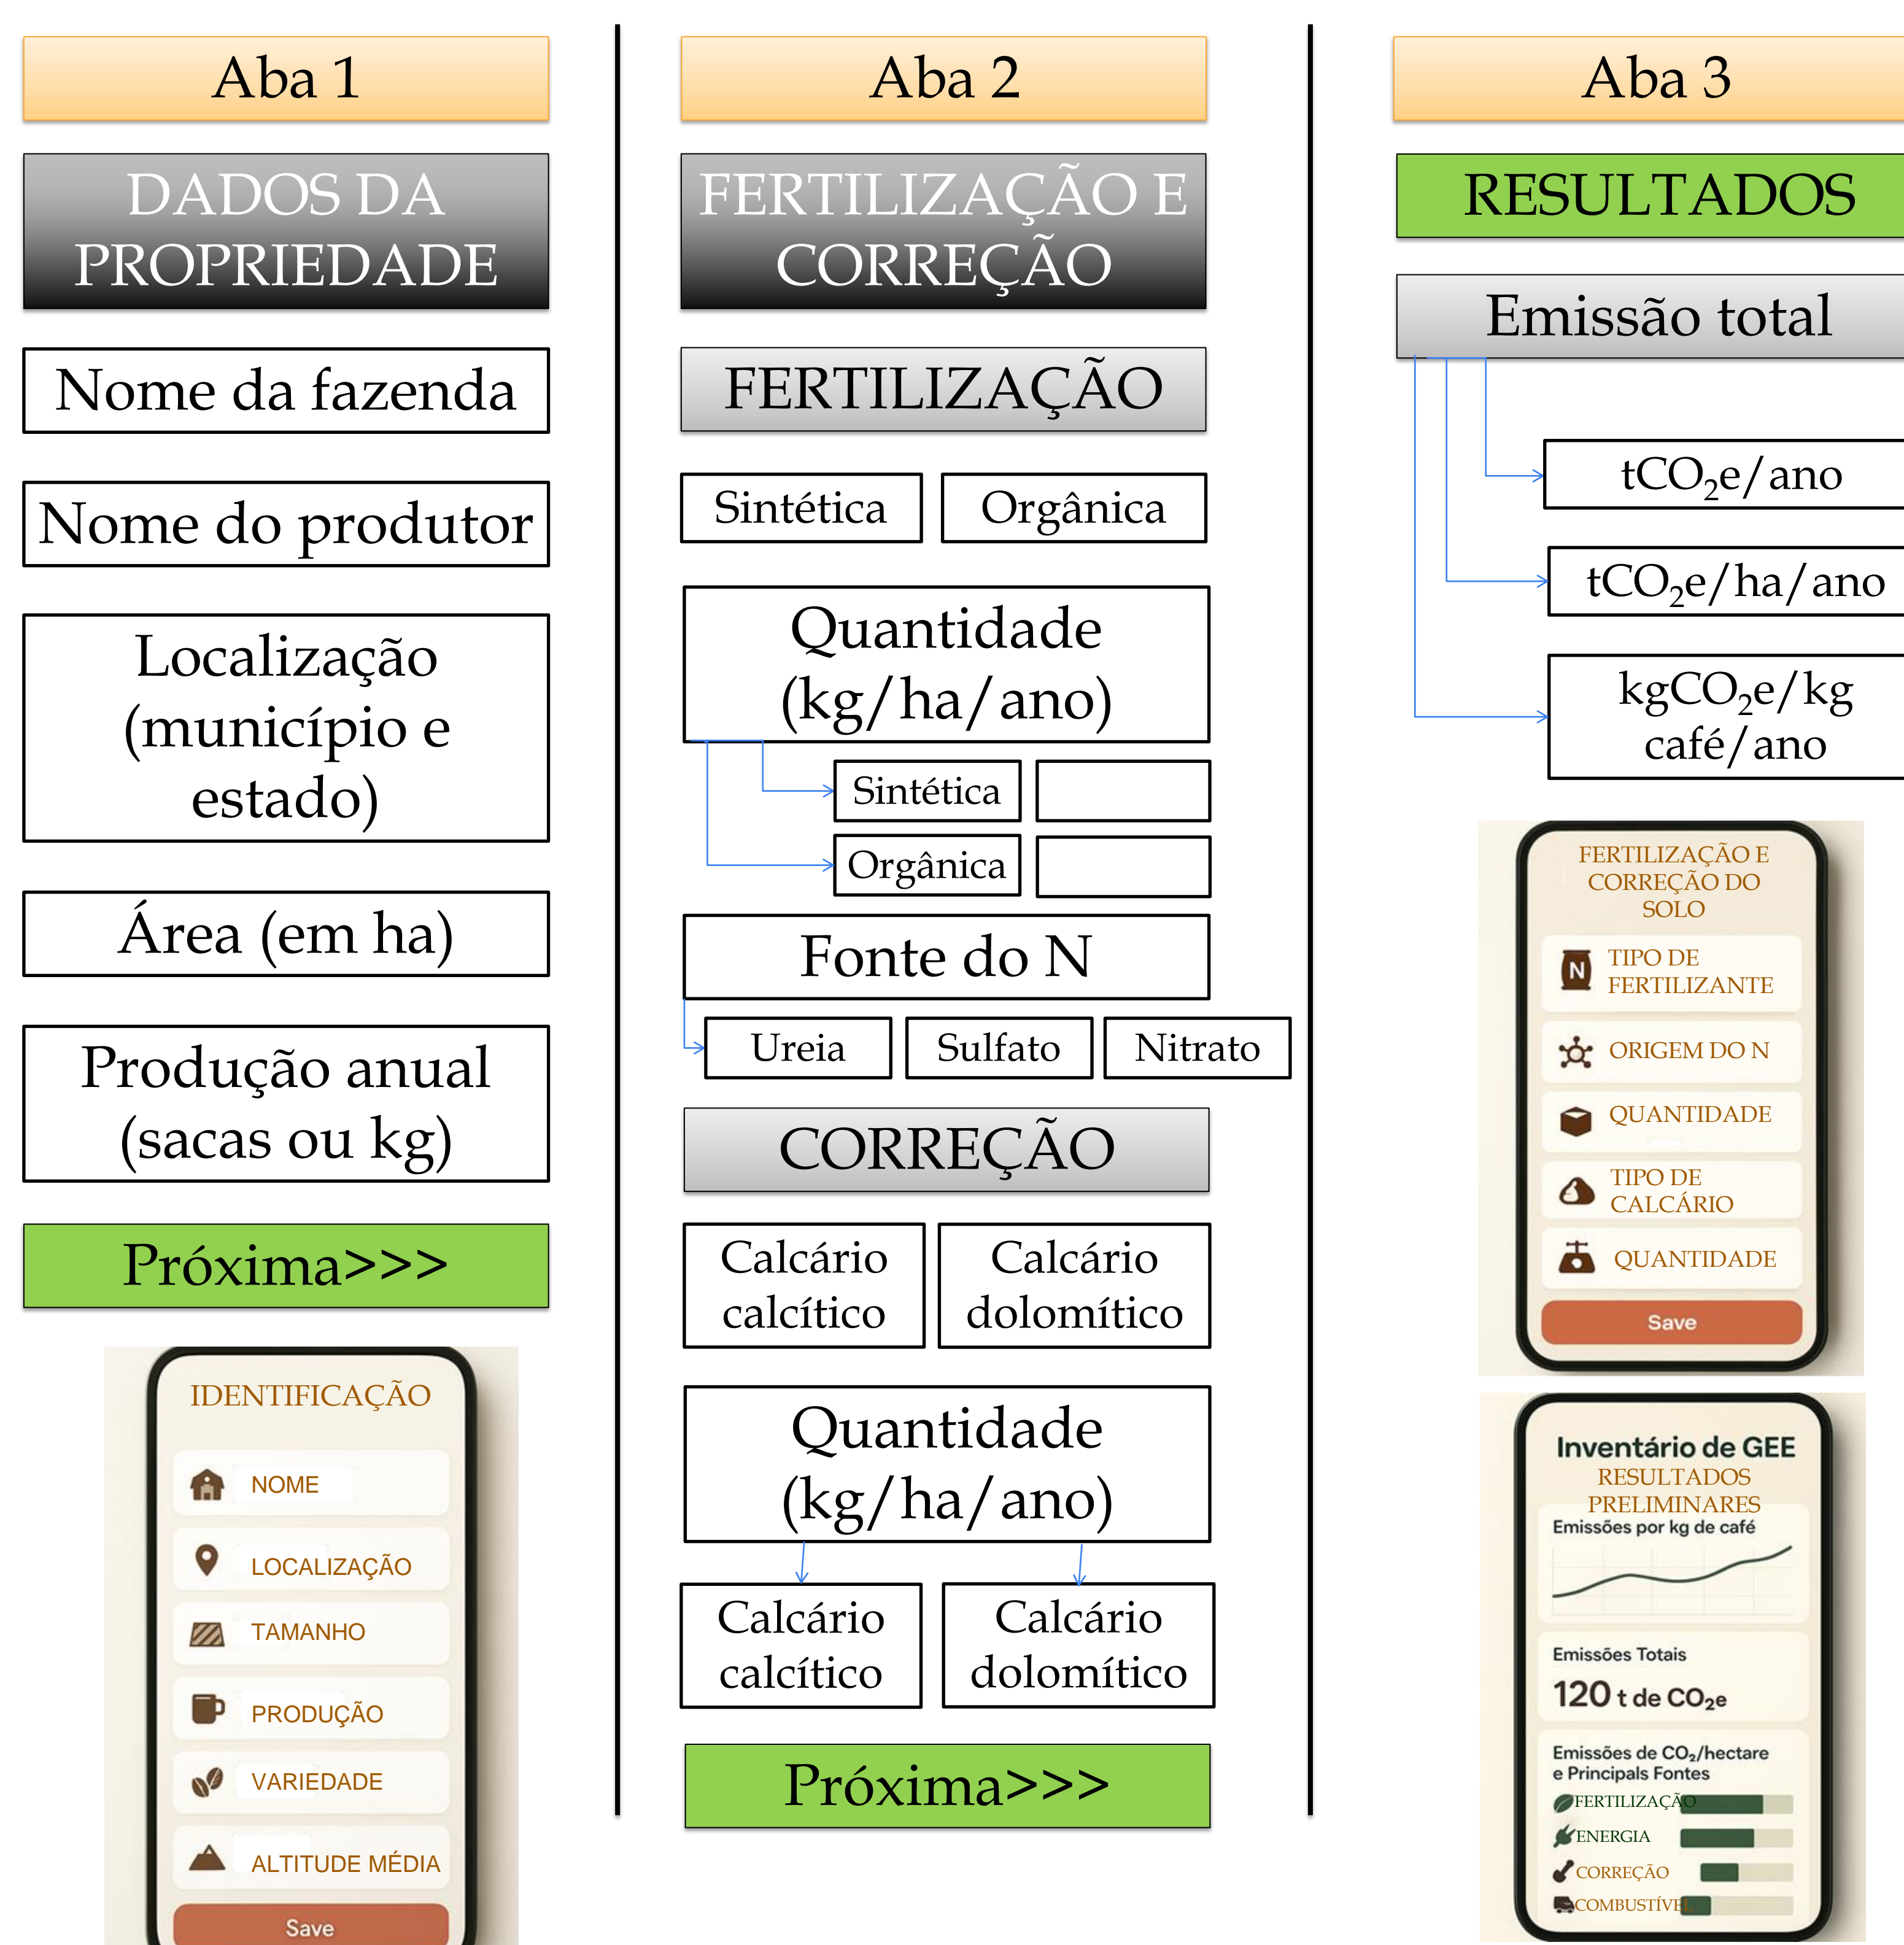 Aba 1
DADOS DA
PROPRIEDADE
Nome da fazenda
Nome do produtor
Localização
(município e
estado)
Área (em ha)
Produção anual
(sacas ou kg)
Próxima>>>
IDENTIFICAÇÃO
NOME
LOCALIZAÇÃO
TAMANHO
PRODUÇÃO
VARIEDADE
ALTITUDE MÉDIA
Save
Aba 2
FERTILIZAÇÃO E
CORREÇÃO
FERTILIZAÇÃO
Sintética Orgânica
Quantidade
(kg/ha/ano)
Sintética
Orgânica
Fonte do N
Ureia Sulfato Nitrato
CORREÇÃO
Calcário
calcítico
Calcário
dolomítico
Quantidade
(kg/ha/ano)
Calcário
calcítico
Calcário
dolomítico
Próxima>>>
Aba 3
RESULTADOS
Emissão total
tCO₂e/ano
tCO₂e/ha/ano
kgCO₂e/kg
café/ano
FERTILIZAÇÃO E
CORREÇÃO DO
SOLO
N
TIPO DE
FERTILIZANTE
ORIGEM DO N
QUANTIDADE
TIPO DE
CALCÁRIO
QUANTIDADE
Save
Inventário de GEE
RESULTADOS
PRELIMINARES
Emissões por kg de café
Emissões Totais
120 t de CO₂e
Emissões de CO₂/hectare
e Principals Fontes
FERTILIZAÇÃO
ENERGIA
CORREÇÃO
COMBUSTÍVEL